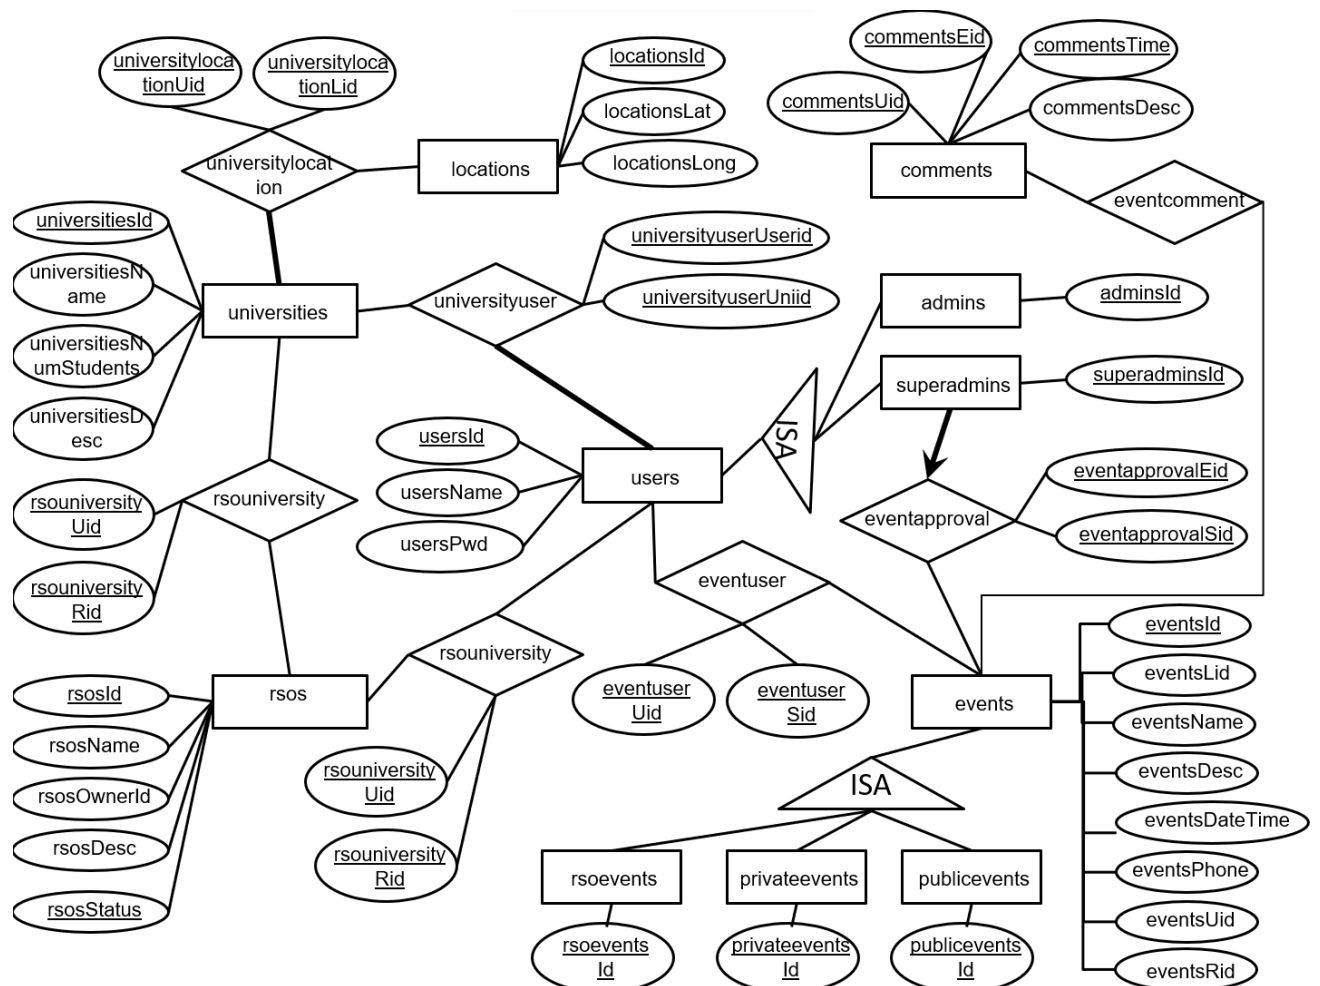 universityloca
tionUid
universityloca
tionLid
locationsId
locationsLat
locationsLong
commentsEid
commentsTime
commentsUid
commentsDesc
universitylocat
ion
locations
comments
eventcomment
universitiesId
universitiesN
ame
universitiesN
umStudents
universitiesD
esc
universities
universityuser
universityuserUserid
universityuserUniid
admins
adminsId
superadmins
superadminsId
ISA
usersId
usersName
usersPwd
users
rsouniversity
rsouniversity
Uid
rsouniversity
Rid
eventapproval
eventapprovalEid
eventapprovalSid
eventuser
eventuser
Uid
eventuser
Sid
rsouniversity
rsouniversity
Uid
rsouniversity
Rid
rsos
rsosId
rsosName
rsosOwnerId
rsosDesc
rsosStatus
events
eventsId
eventsLid
eventsName
eventsDesc
eventsDateTime
eventsPhone
eventsUid
eventsRid
ISA
rsoevents
privateevents
publicevents
rsoevents
Id
privateevents
Id
publicevents
Id